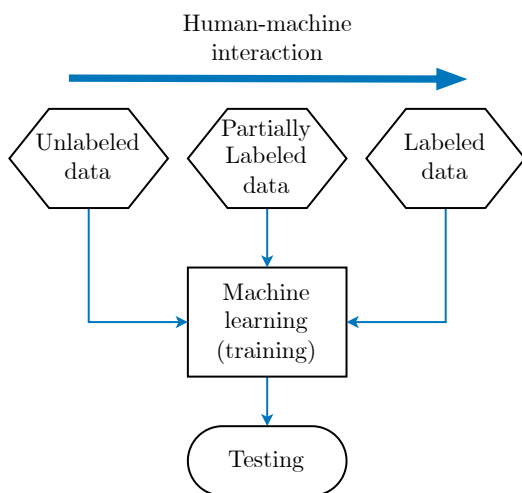 Human-machine
interaction
Unlabeled
data
Partially
Labeled
data
Labeled
data
Machine
learning
(training)
Testing